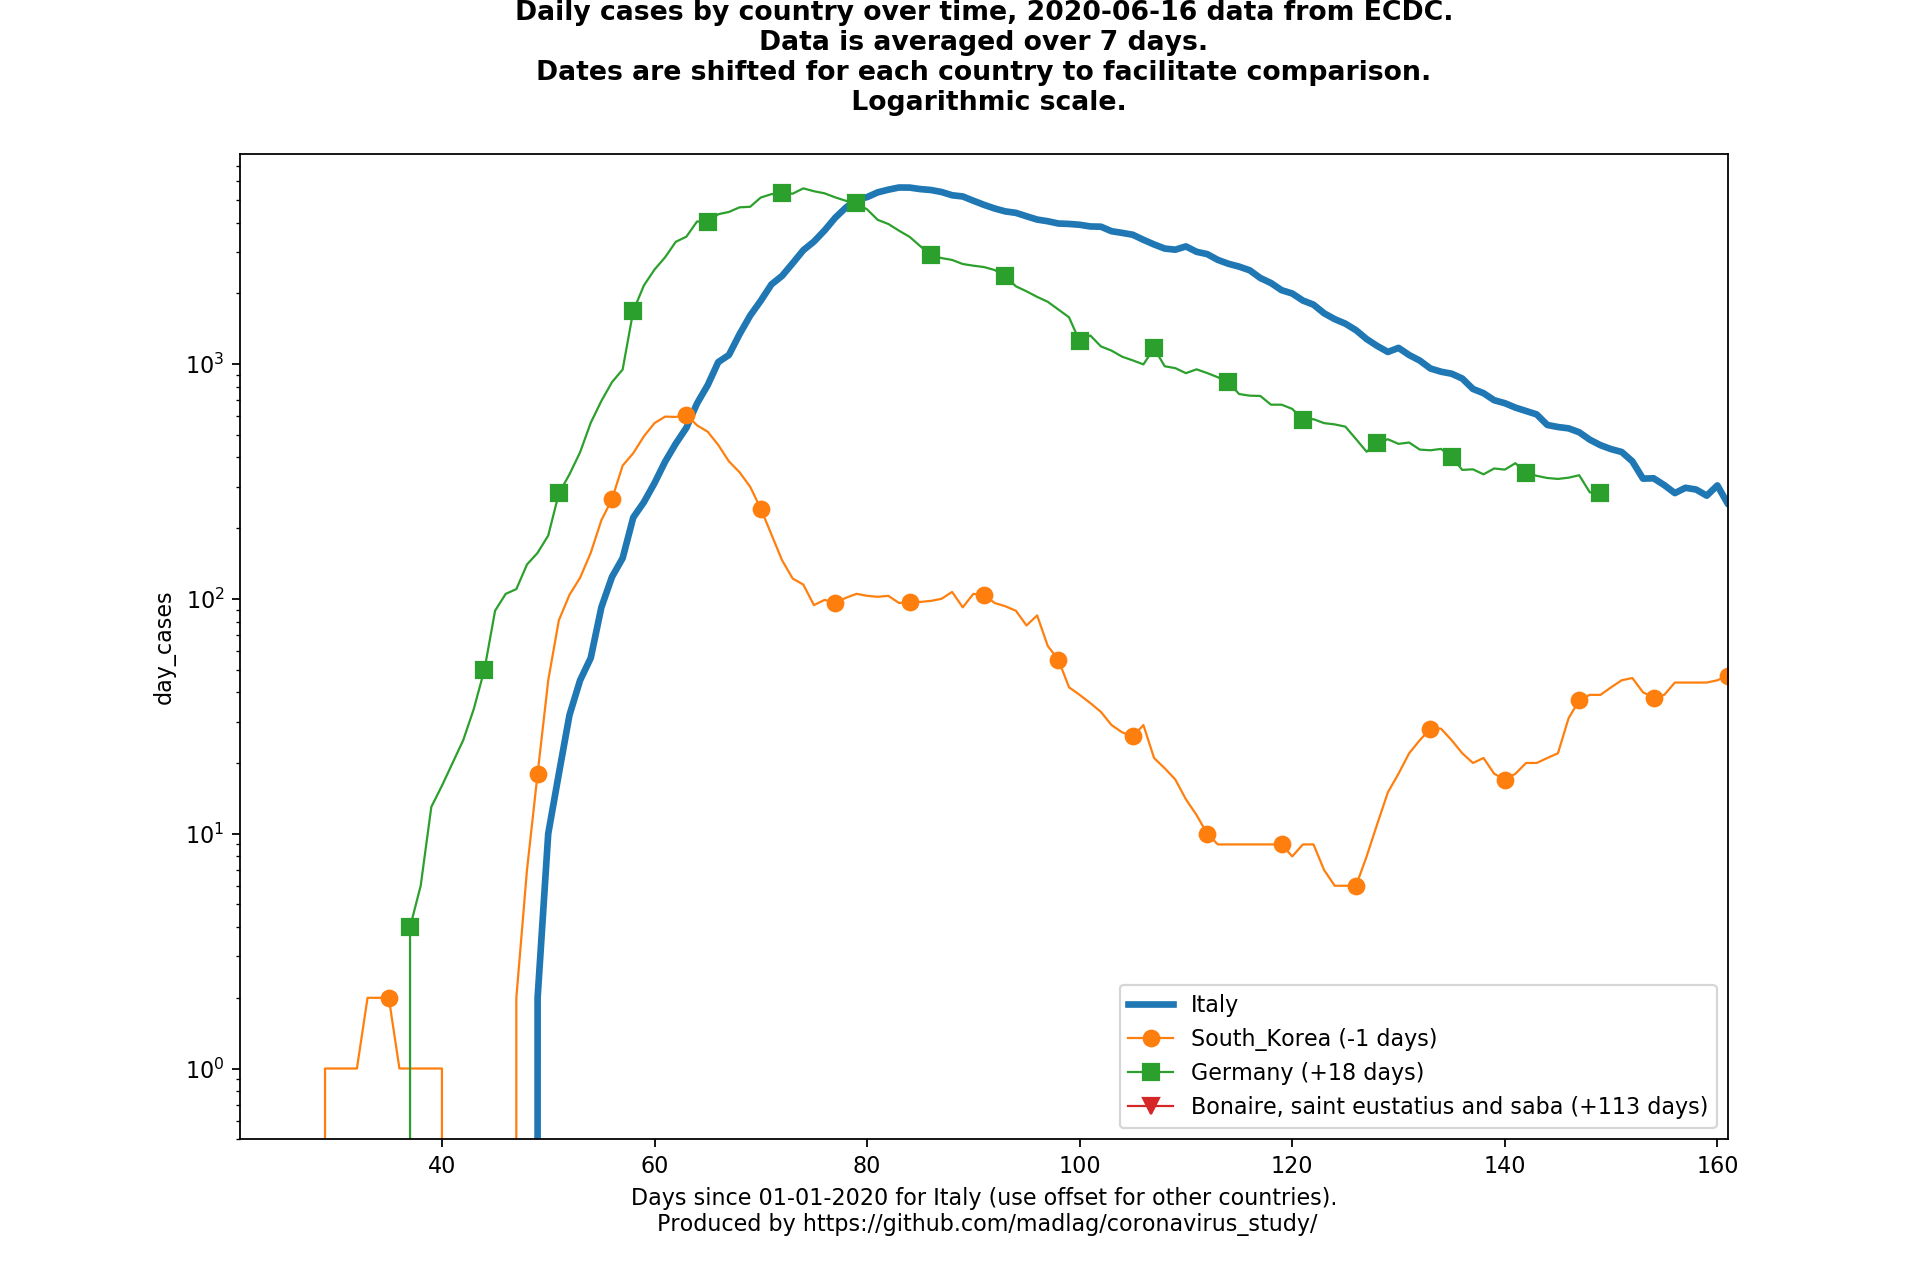 Daily cases by country over time, 2020-06-16 data from ECDC.
Data is averaged over 7 days.
Dates are shifted for each country to facilitate comparison.
Logarithmic scale.
10³
10²
10¹
10⁰
day_cases
Italy
South_Korea (-1 days)
Germany (+18 days)
Bonaire, saint eustatius and saba (+113 days)
40 60 80 100 120 140 160
Days since 01-01-2020 for Italy (use offset for other countries).
Produced by https://github.com/madlag/coronavirus_study/